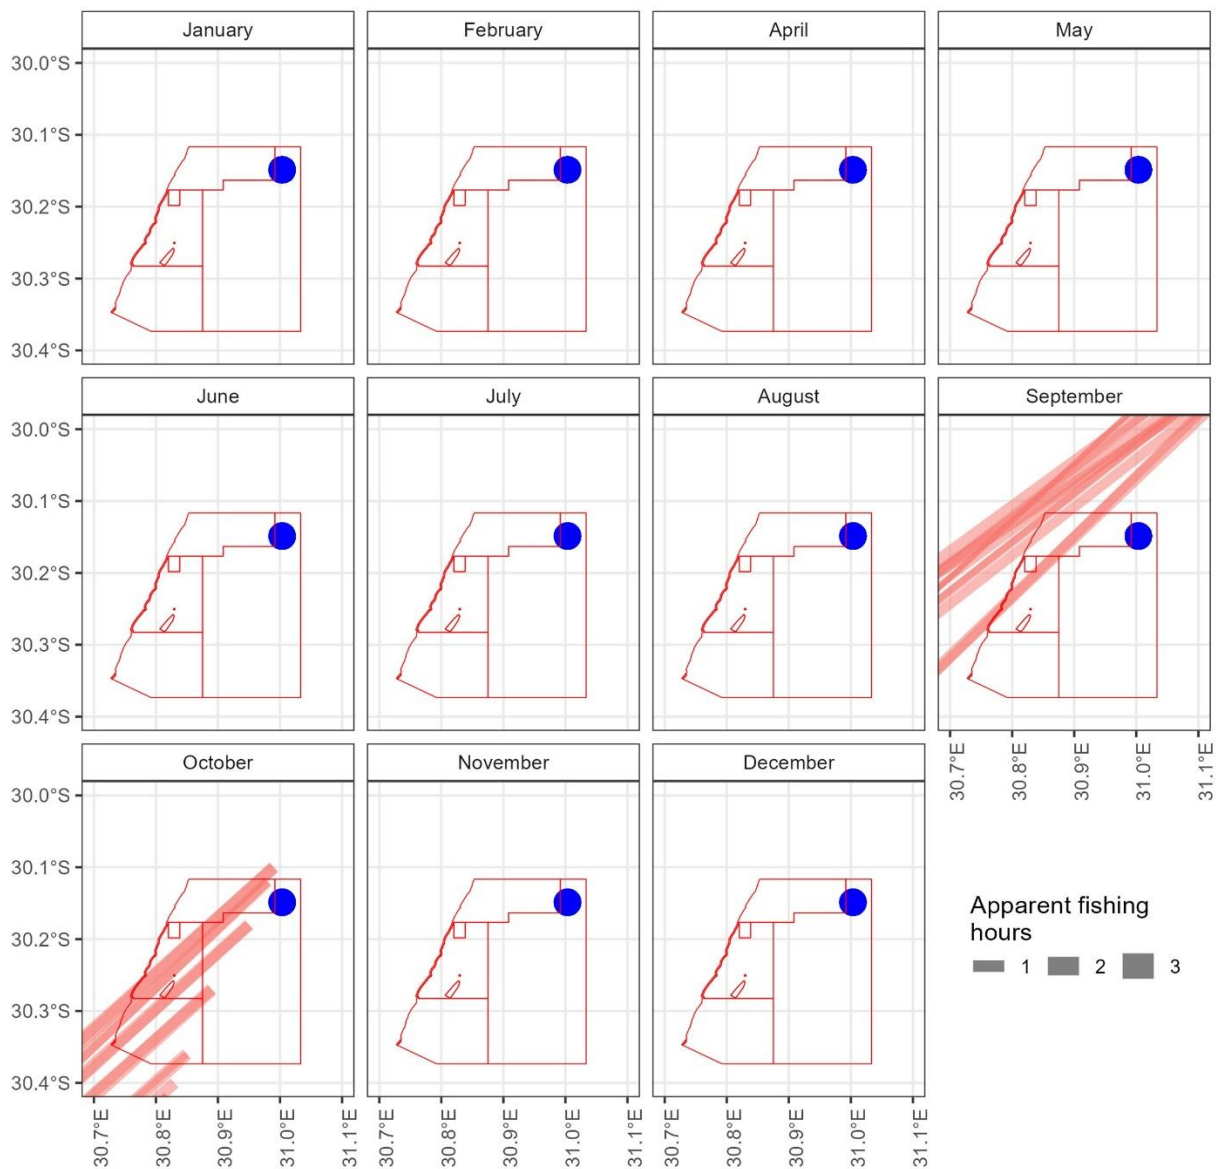 January February April May
30.0°S
30.1°S
30.2°S
30.3°S
30.4°S
June July August September
30.0°S
30.1°S
30.2°S
30.3°S
30.4°S
30.7°E 30.8°E 30.9°E 31.0°E 31.1°E
October November December
30.0°S
30.1°S
30.2°S
30.3°S
30.4°S
Apparent fishing
hours
1 2 3
30.7°E 30.8°E 30.9°E 31.0°E 31.1°E 30.7°E 30.8°E 30.9°E 31.0°E 31.1°E 30.7°E 30.8°E 30.9°E 31.0°E 31.1°E